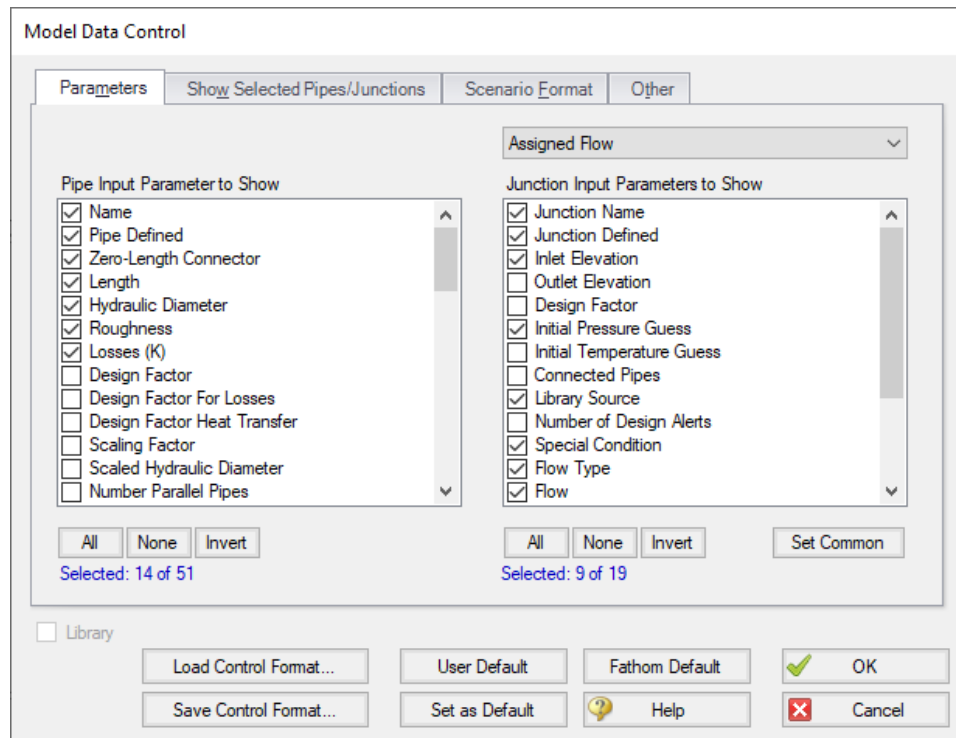 Model Data Control
Parameters
Show Selected Pipes/Junctions
Scenario Format
Other
Assigned Flow
Pipe Input Parameter to Show
Name
Pipe Defined
Zero-Length Connector
Length
Hydraulic Diameter
Roughness
Losses (K)
Design Factor
Design Factor For Losses
Design Factor Heat Transfer
Scaling Factor
Scaled Hydraulic Diameter
Number Parallel Pipes
All
None
Invert
Selected: 14 of 51
Junction Input Parameters to Show
Junction Name
Junction Defined
Inlet Elevation
Outlet Elevation
Design Factor
Initial Pressure Guess
Initial Temperature Guess
Connected Pipes
Library Source
Number of Design Alerts
Special Condition
Flow Type
Flow
All
None
Invert
Set Common
Selected: 9 of 19
Library
Load Control Format...
User Default
Fathom Default
OK
Save Control Format...
Set as Default
Help
Cancel